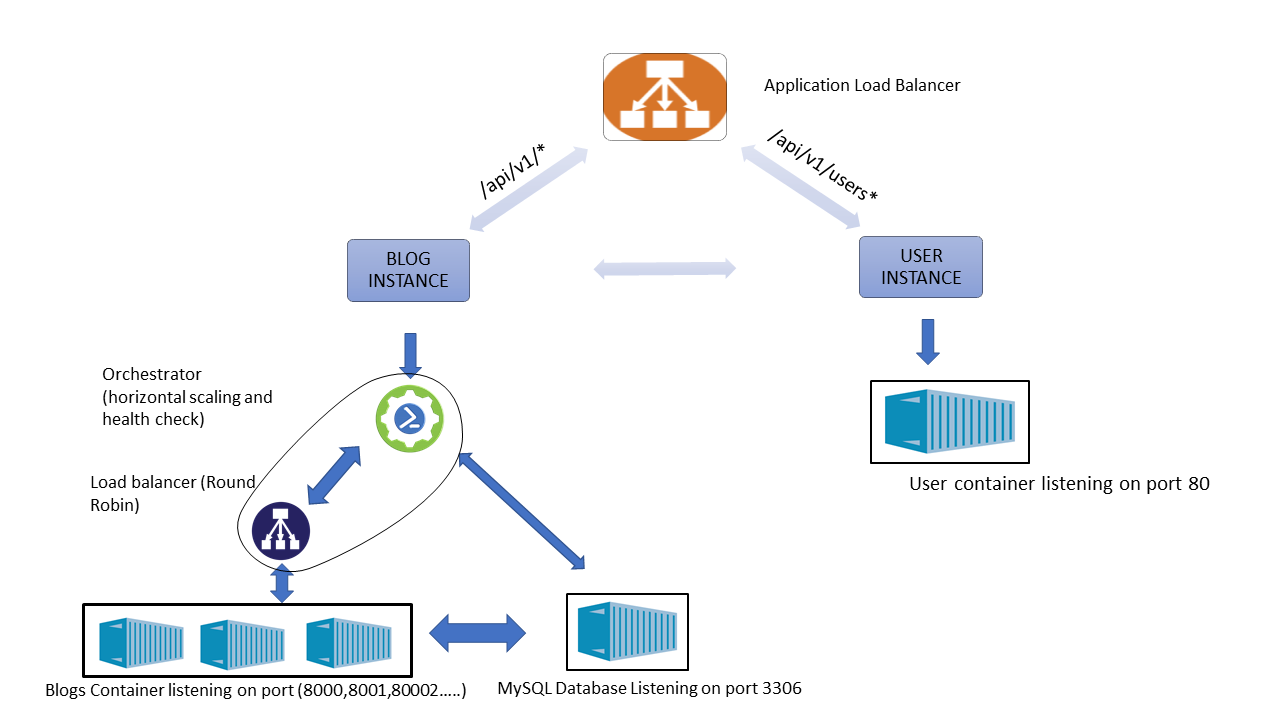 Application Load Balancer
/api/v1/*
/api/v1/users*
BLOG
INSTANCE
USER
INSTANCE
Orchestrator
(horizontal scaling and
health check)
Load balancer (Round
Robin)
User container listening on port 80
Blogs Container listening on port (8000,8001,80002.....)
MySQL Database Listening on port 3306